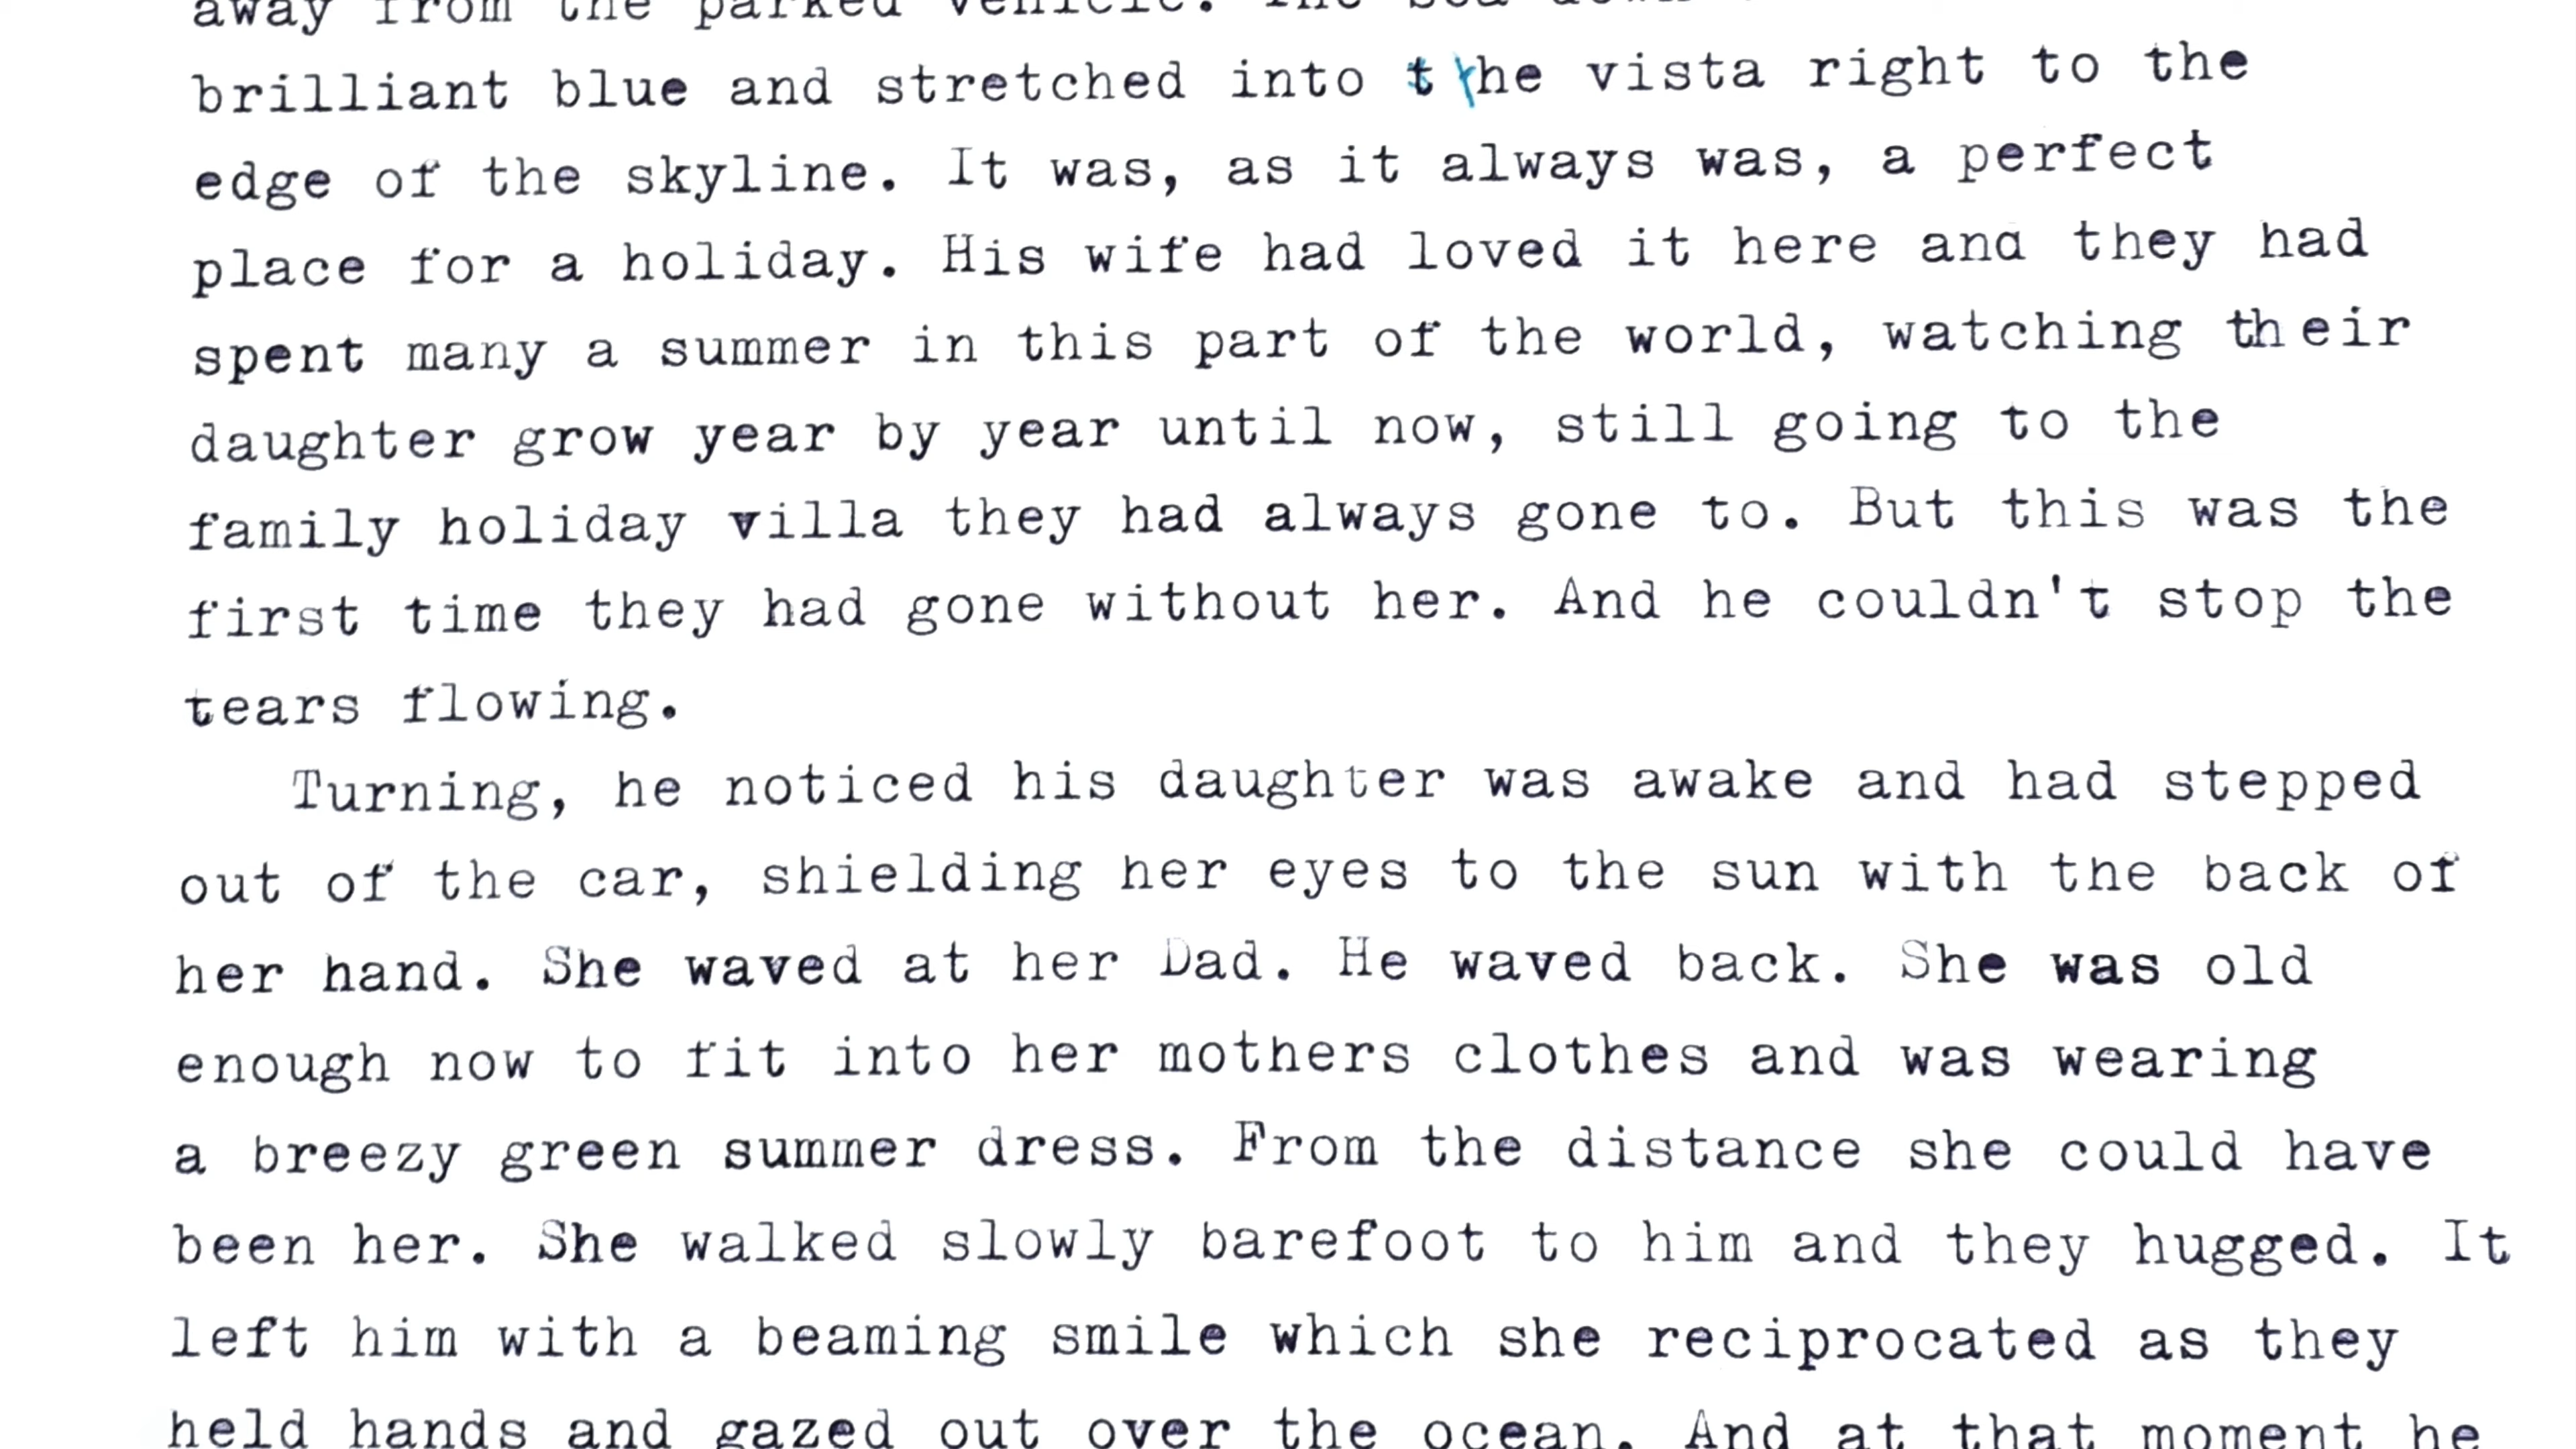 away from the parked vehicle. The sea down
brilliant blue and stretched into the vista right to the
edge of the skyline. It was, as it always was, a perfect
place for a holiday. His wife had loved it here and they had
spent many a summer in this part of the world, watching their
daughter grow year by year until now, still going to the
family holiday villa they had always gone to. But this was the
first time they had gone without her. And he couldn't stop the
tears flowing.
Turning, he noticed his daughter was awake and had stepped
out of the car, shielding her eyes to the sun with the back of
her hand. She waved at her Dad. He waved back. She was old
enough now to fit into her mothers clothes and was wearing
a breezy green summer dress. From the distance she could have
been her. She walked slowly barefoot to him and they hugged. It
left him with a beaming smile which she reciprocated as they
held hands and gazed out over the ocean. And at that moment he